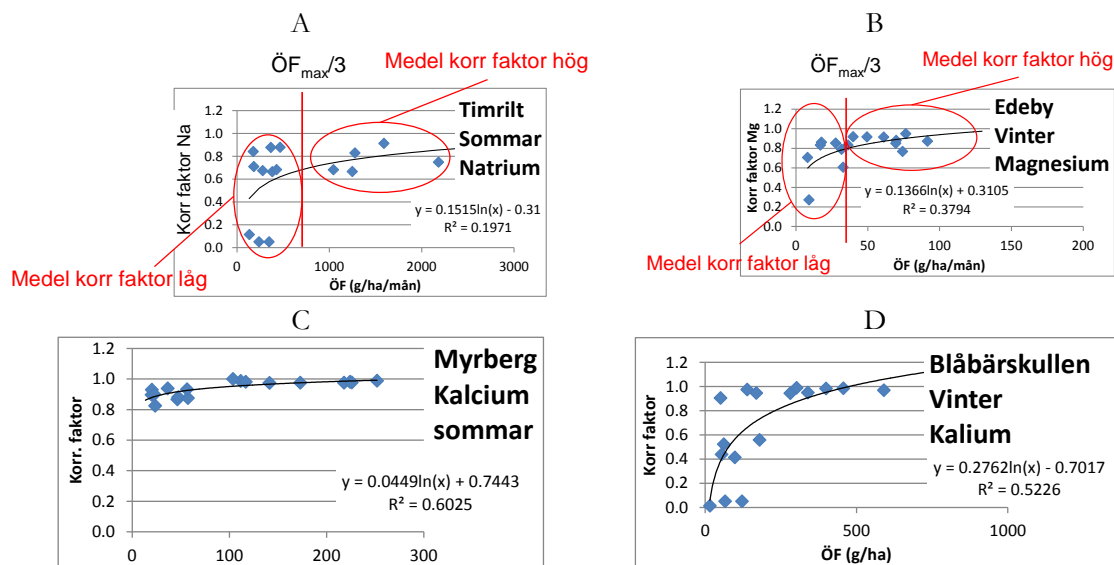 A
ÖFmax/3
Medel korr faktor hög
Timrilt
Sommar
Natrium
Korr faktor Na
1.2
1.0
0.8
0.6
0.4
0.2
0.0
y = 0.1515ln(x) - 0.31
R² = 0.1971
0
1000
2000
3000
ÖF (g/ha/mån)
Medel korr faktor låg
B
ÖFmax/3
Medel korr faktor hög
Edeby
Vinter
Magnesium
Korr faktor Mg
1.2
1.0
0.8
0.6
0.4
0.2
0.0
y = 0.1366ln(x) + 0.3105
R² = 0.3794
0
50
100
150
200
Medel korr faktor låg
ÖF (g/ha/mån)
C
Myrberg
Kalcium
sommar
Korr. faktor
1.2
1.0
0.8
0.6
0.4
0.2
0.0
y = 0.0449ln(x) + 0.7443
R² = 0.6025
0
100
200
300
D
Blåbärskullen
Vinter
Kalium
Korr faktor
1.2
1.0
0.8
0.6
0.4
0.2
0.0
y = 0.2762ln(x) - 0.7017
R² = 0.5226
0
500
1000
ÖF (g/ha)